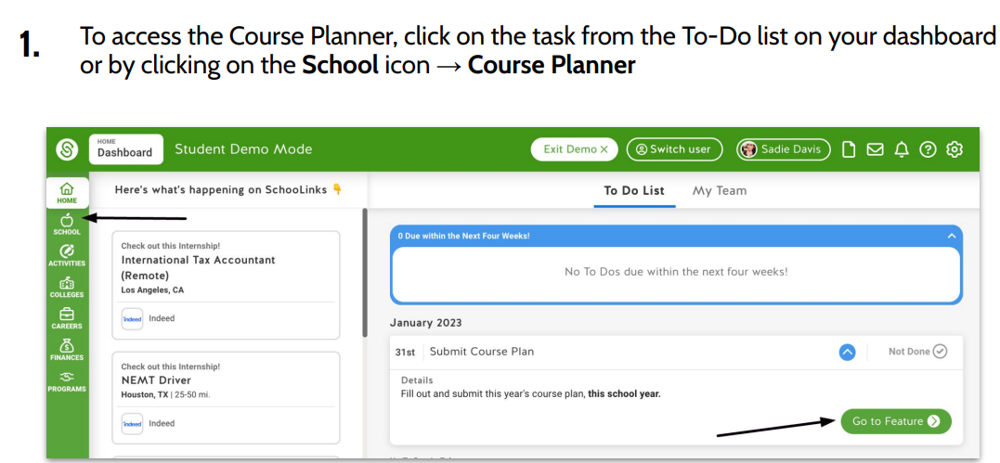 1.
To access the Course Planner, click on the task from the To-Do list on your dashboard
or by clicking on the School icon → Course Planner
HOME
Dashboard
Student Demo Mode
Exit Demo ×
Switch user
Sadie Davis
HOME
SCHOOL
ACTIVITIES
COLLEGES
CAREERS
FINANCES
PROGRAMS
Here's what's happening on SchooLinks 👇
Check out this Internship!
International Tax Accountant
(Remote)
Los Angeles, CA
indeed
Indeed
Check out this Internship!
NEMT Driver
Houston, TX | 25-50 mi.
indeed
Indeed
To Do List
My Team
0 Due within the Next Four Weeks!
No To Dos due within the next four weeks!
January 2023
31st
Submit Course Plan
Not Done
Details
Fill out and submit this year's course plan, this school year.
Go to Feature